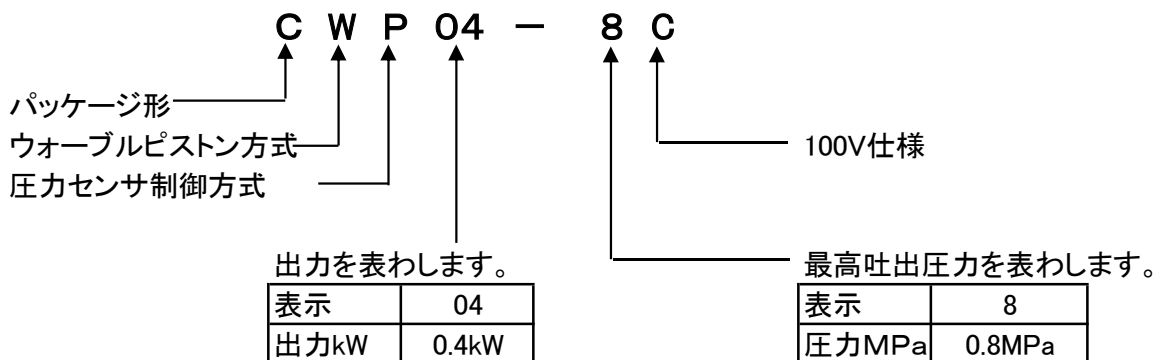 C W P 04 - 8 C
パッケージ形
ウォーブルピストン方式
圧力センサ制御方式
100V仕様
出力を表わします。
表示 04
出力kW 0.4kW
最高吐出圧力を表わします。
表示 8
圧力MPa 0.8MPa